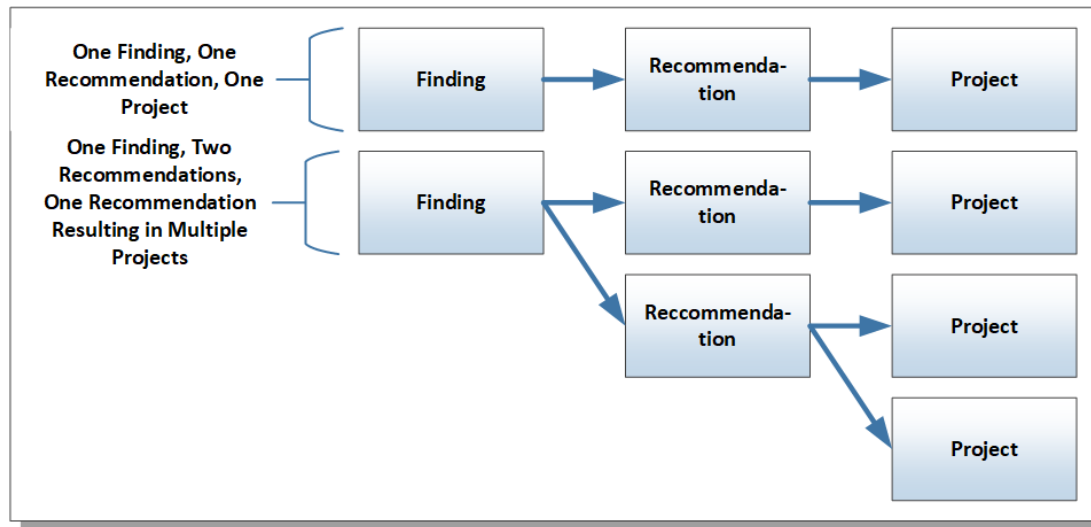 One Finding, One
Recommendation, One
Project
Finding
Recommenda-
tion
Project
One Finding, Two
Recommendations,
One Recommendation
Resulting in Multiple
Projects
Finding
Recommenda-
tion
Project
Reccommenda-
tion
Project
Project